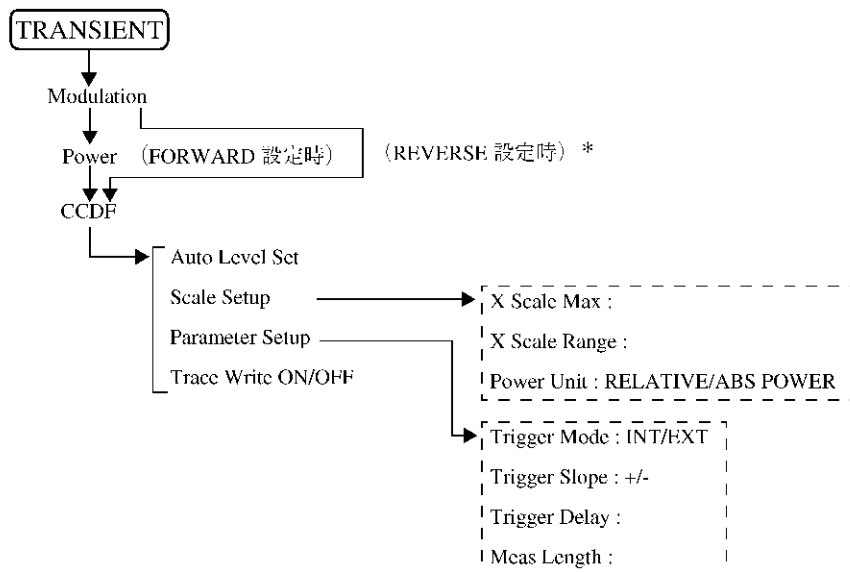 TRANSIENT
Modulation
Power (FORWARD 設定時) (REVERSE 設定時) *
CCDF
Auto Level Set
Scale Setup
Parameter Setup
Trace Write ON/OFF
X Scale Max :
X Scale Range :
Power Unit : RELATIVE/ABS POWER
Trigger Mode : INT/EXT
Trigger Slope : +/-
Trigger Delay :
Meas Length :